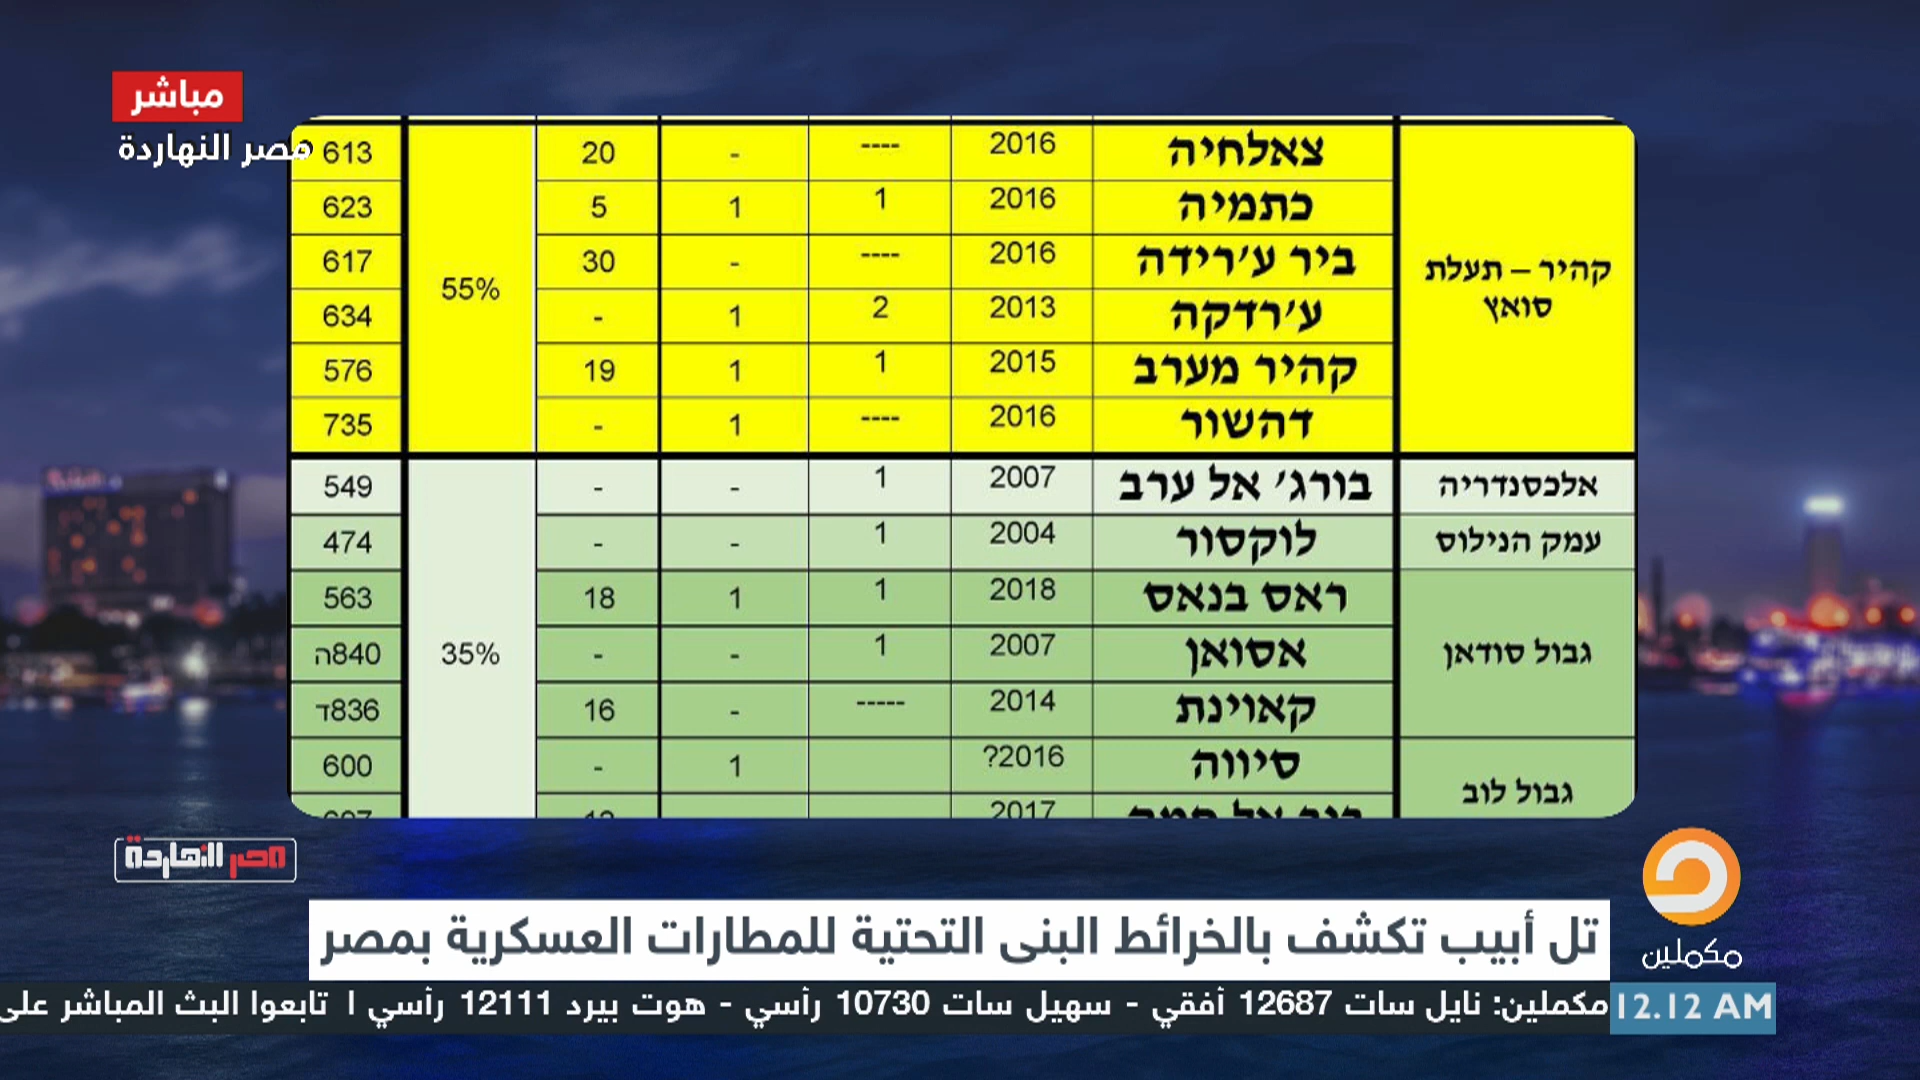 مباشر
مصر النهاردة
קהיר – תעלת
סואץ
צאלחיה 2016 ---- - 20 613
כתמיה 2016 1 1 5 623
ביר ע׳רידה 2016 ---- - 30 617
55%
ע׳רדקה 2013 2 1 - 634
קהיר מערב 2015 1 1 19 576
דהשור 2016 ---- 1 - 735
אלכסנדריה בורג׳ אל ערב 2007 1 - - 549
עמק הנילוס לוקסור 2004 1 - - 474
ראס בנאס 2018 1 1 18 563
גבול סודאן אסואן 2007 1 - - 35% 840ה
קאוינת 2014 ----- - 16 836ד
סיווה 2016? 1 - 600
גבול לוב
2017
مصر النهاردة
تل أبيب تكشف بالخرائط البنى التحتية للمطارات العسكرية بمصر
مكملين
مكملين: نايل سات 12687 أفقي - سهيل سات 10730 رأسي - هوت بيرد 12111 رأسي | تابعوا البث المباشر على
12.12 AM